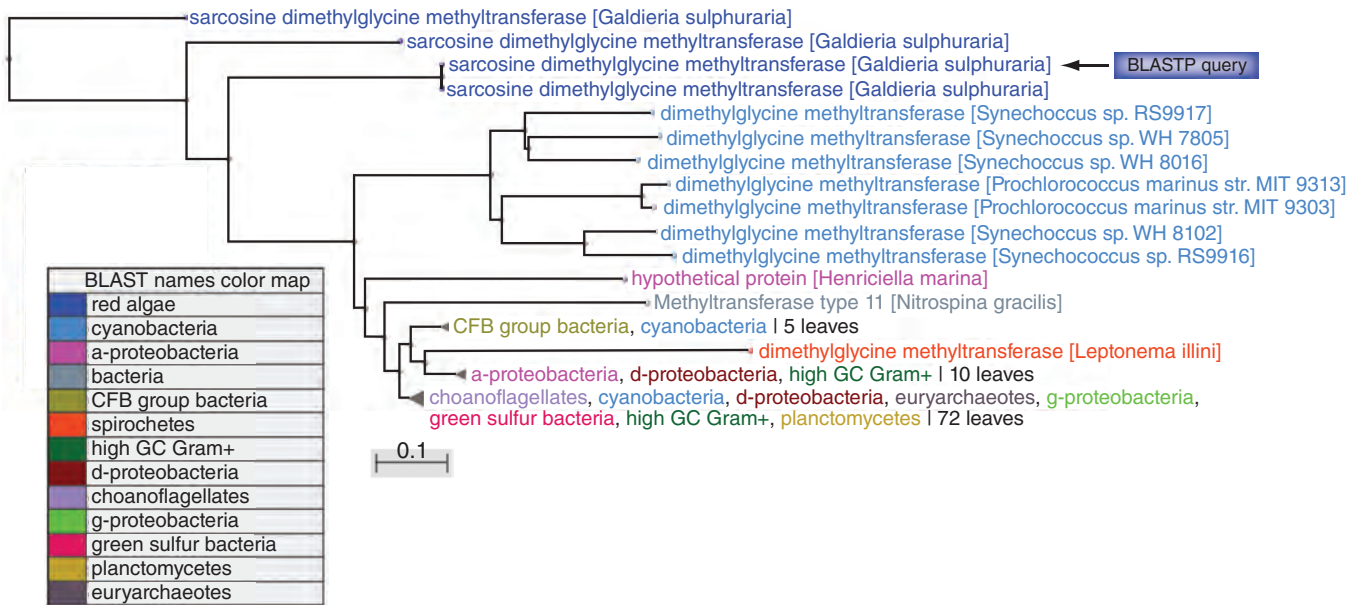 sarcosine dimethylglycine methyltransferase [Galdieria sulphuraria]
sarcosine dimethylglycine methyltransferase [Galdieria sulphuraria]
sarcosine dimethylglycine methyltransferase [Galdieria sulphuraria]
BLASTP query
sarcosine dimethylglycine methyltransferase [Galdieria sulphuraria]
dimethylglycine methyltransferase [Synechoccus sp. RS9917]
dimethylglycine methyltransferase [Synechoccus sp. WH 7805]
dimethylglycine methyltransferase [Synechoccus sp. WH 8016]
dimethylglycine methyltransferase [Prochlorococcus marinus str. MIT 9313]
dimethylglycine methyltransferase [Prochlorococcus marinus str. MIT 9303]
dimethylglycine methyltransferase [Synechoccus sp. WH 8102]
dimethylglycine methyltransferase [Synechococcus sp. RS9916]
hypothetical protein [Henriciella marina]
Methyltransferase type 11 [Nitrospina gracilis]
CFB group bacteria, cyanobacteria | 5 leaves
dimethylglycine methyltransferase [Leptonema illini]
a-proteobacteria, d-proteobacteria, high GC Gram+ | 10 leaves
choanoflagellates, cyanobacteria, d-proteobacteria, euryarchaeotes, g-proteobacteria,
green sulfur bacteria, high GC Gram+, planctomycetes | 72 leaves
0.1
BLAST names color map
red algae
cyanobacteria
a-proteobacteria
bacteria
CFB group bacteria
spirochetes
high GC Gram+
d-proteobacteria
choanoflagellates
g-proteobacteria
green sulfur bacteria
planctomycetes
euryarchaeotes